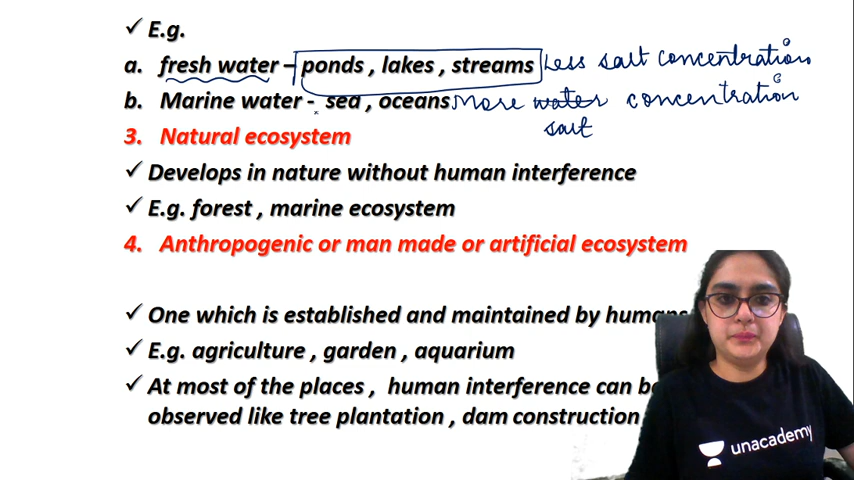 ✓ E.g.
a. fresh water – ponds , lakes , streams Less salt concentration
b. Marine water - sea , oceans More water concentration
salt
3. Natural ecosystem
✓ Develops in nature without human interference
✓ E.g. forest , marine ecosystem
4. Anthropogenic or man made or artificial ecosystem
✓ One which is established and maintained by humans
✓ E.g. agriculture , garden , aquarium
✓ At most of the places , human interference can be
observed like tree plantation , dam construction
unacademy